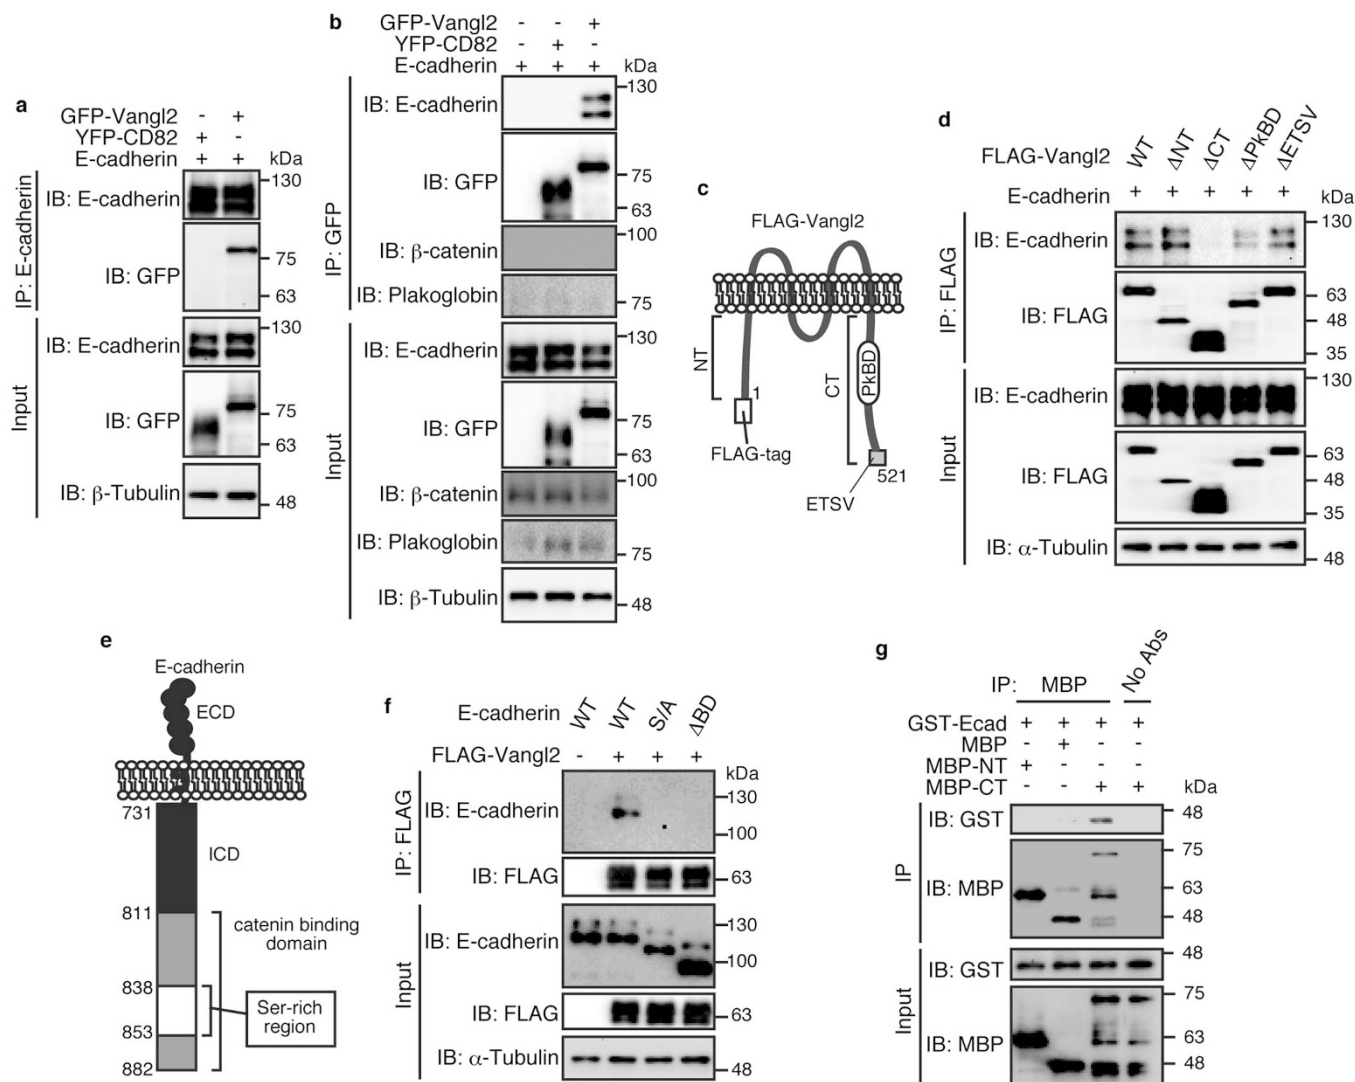 a
GFP-Vangl2 - +
YFP-CD82 + -
E-cadherin + + kDa
IP: E-cadherin
IB: E-cadherin 130
IB: GFP 75
63
Input
IB: E-cadherin 130
IB: GFP 75
63
IB: β-Tubulin 48
b
GFP-Vangl2 - - +
YFP-CD82 - + -
E-cadherin + + + kDa
IP: GFP
IB: E-cadherin 130
IB: GFP 75
63
IB: β-catenin 100
IB: Plakoglobin 75
Input
IB: E-cadherin 130
IB: GFP 75
63
IB: β-catenin 100
IB: Plakoglobin 75
IB: β-Tubulin 48
c
FLAG-Vangl2
NT
CT
PkBD
1
FLAG-tag
521
ETSV
d
FLAG-Vangl2 WT ΔNT ΔCT ΔPkBD ΔETSV
E-cadherin + + + + + kDa
IP: FLAG
IB: E-cadherin 130
IB: FLAG 63
48
35
Input
IB: E-cadherin 130
IB: FLAG 63
48
35
IB: α-Tubulin 48
e
E-cadherin
ECD
731
ICD
811
catenin binding
domain
838
Ser-rich
region
853
882
f
E-cadherin WT WT S/A ΔBD
FLAG-Vangl2 - + + +
kDa
IP: FLAG
IB: E-cadherin 130
100
IB: FLAG 63
Input
IB: E-cadherin 130
100
IB: FLAG 63
IB: α-Tubulin 48
g
IP: MBP No Abs
GST-Ecad + + + +
MBP - + - -
MBP-NT + - - -
MBP-CT - - + + kDa
IP
IB: GST 48
IB: MBP 75
63
48
Input
IB: GST 48
IB: MBP 75
63
48